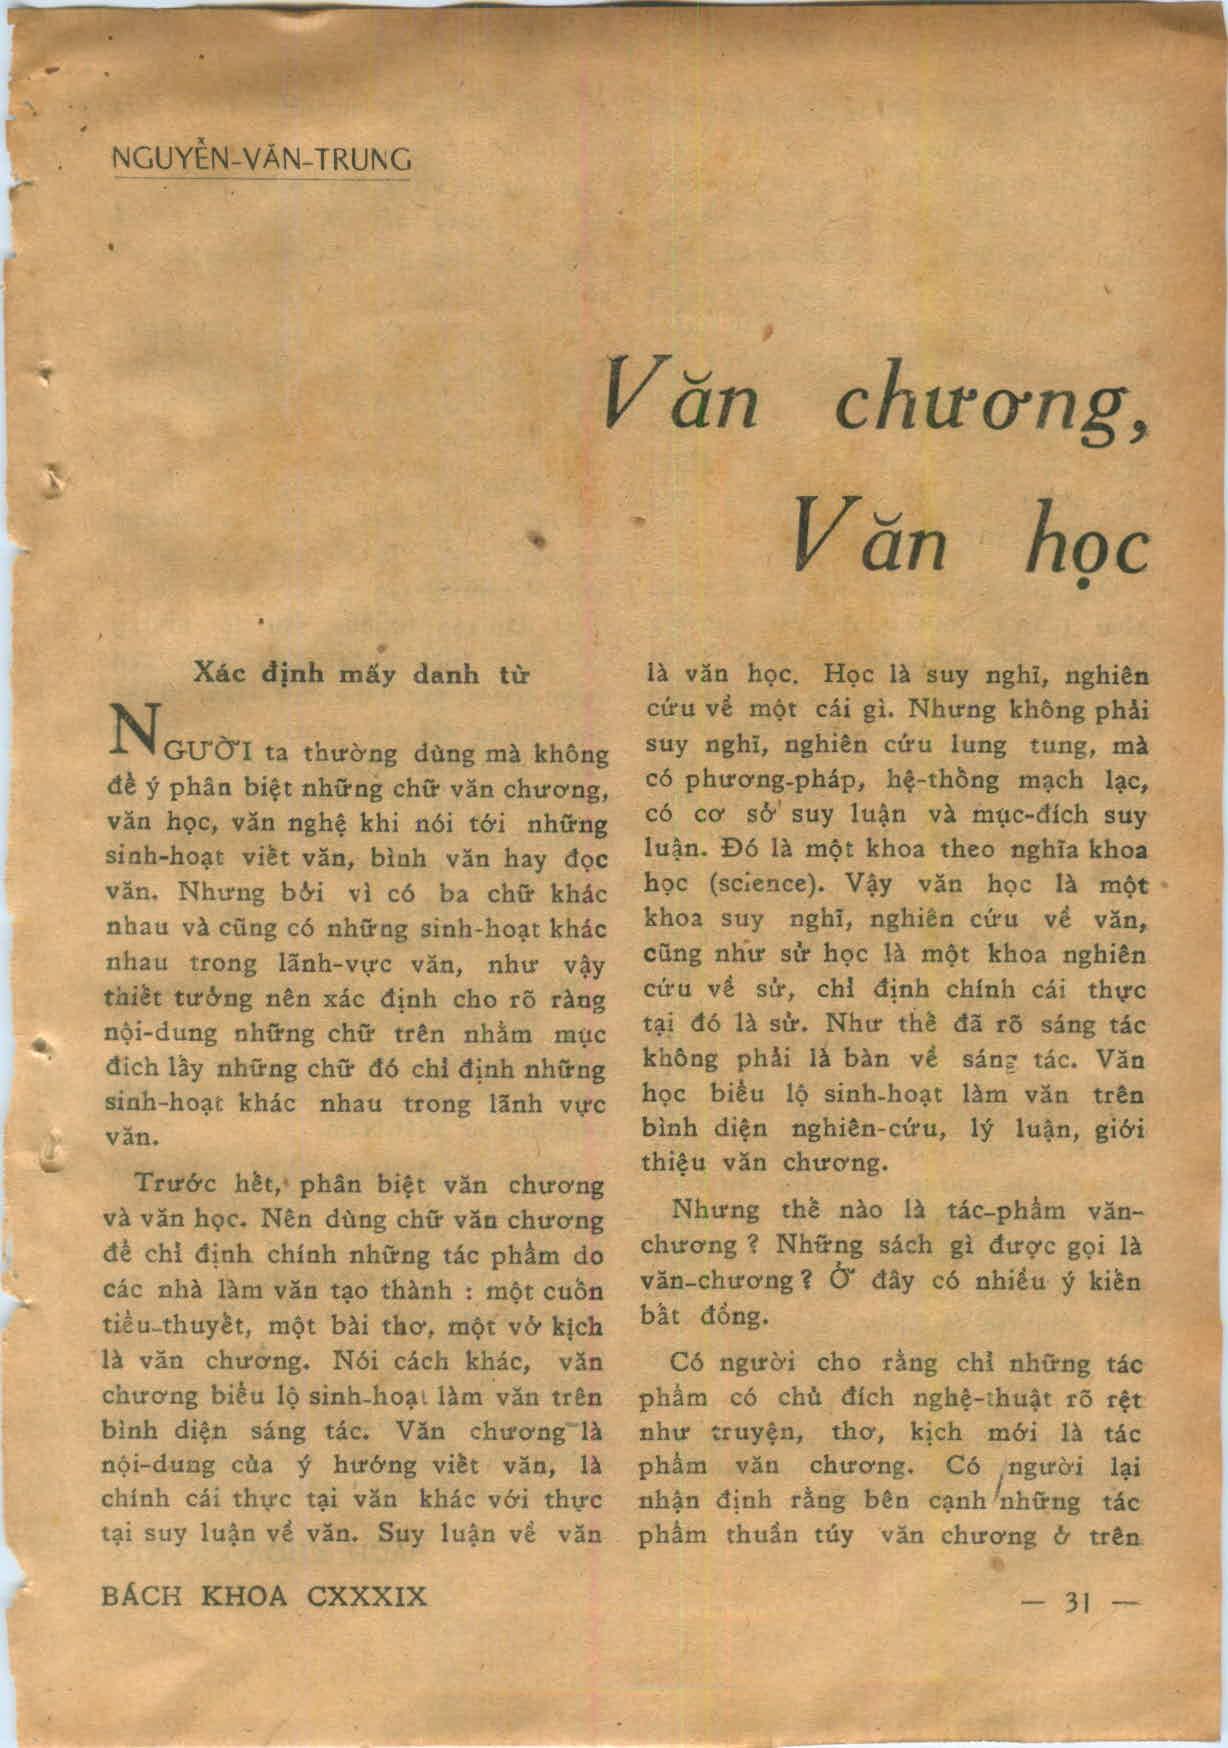 NGUYỄN-VĂN-TRUNG
Văn chương,
Văn học
Xác định mấy danh từ
NGƯỜI ta thường dùng mà không
để ý phân biệt những chữ văn chương,
văn học, văn nghệ khi nói tới những
sinh-hoạt viết văn, bình văn hay đọc
văn. Nhưng bởi vì có ba chữ khác
nhau và cũng có những sinh-hoạt khác
nhau trong lãnh-vực văn, như vậy
thiết tưởng nên xác định cho rõ ràng
nội-dung những chữ trên nhằm mục
đích lấy những chữ đó chỉ định những
sinh-hoạt khác nhau trong lãnh vực
văn.
Trước hết, phân biệt văn chương
và văn học. Nên dùng chữ văn chương
để chỉ định chính những tác phẩm do
các nhà làm văn tạo thành : một cuốn
tiểu-thuyết, một bài thơ, một vở kịch
là văn chương. Nói cách khác, văn
chương biểu lộ sinh-hoạt làm văn trên
bình diện sáng tác. Văn chương là
nội-dung của ý hướng viết văn, là
chính cái thực tại văn khác với thực
tại suy luận về văn. Suy luận về văn
là văn học. Học là suy nghĩ, nghiên
cứu về một cái gì. Nhưng không phải
suy nghĩ, nghiên cứu lung tung, mà
có phương-pháp, hệ-thống mạch lạc,
có cơ sở suy luận và mục-đích suy
luận. Đó là một khoa theo nghĩa khoa
học (science). Vậy văn học là một
khoa suy nghĩ, nghiên cứu về văn,
cũng như sử học là một khoa nghiên
cứu về sử, chỉ định chính cái thực
tại đó là sử. Như thế đã rõ sáng tác
không phải là bàn về sáng tác. Văn
học biểu lộ sinh-hoạt làm văn trên
bình diện nghiên-cứu, lý luận, giới
thiệu văn chương.
Nhưng thế nào là tác-phẩm văn-
chương ? Những sách gì được gọi là
văn-chương ? Ở đây có nhiều ý kiến
bất đồng.
Có người cho rằng chỉ những tác
phẩm có chủ đích nghệ-thuật rõ rệt
như truyện, thơ, kịch mới là tác
phẩm văn chương. Có người lại
nhận định rằng bên cạnh những tác
phẩm thuần túy văn chương ở trên
BÁCH KHOA CXXXIX
— 31 —